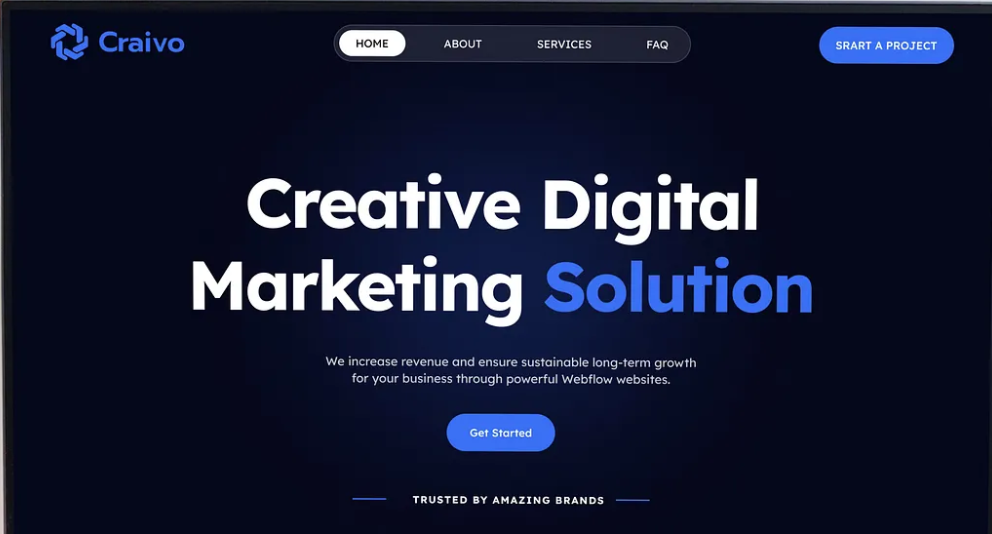 Craivo
HOME
ABOUT
SERVICES
FAQ
SRART A PROJECT
Creative Digital
Marketing Solution
We increase revenue and ensure sustainable long-term growth
for your business through powerful Webflow websites.
Get Started
TRUSTED BY AMAZING BRANDS